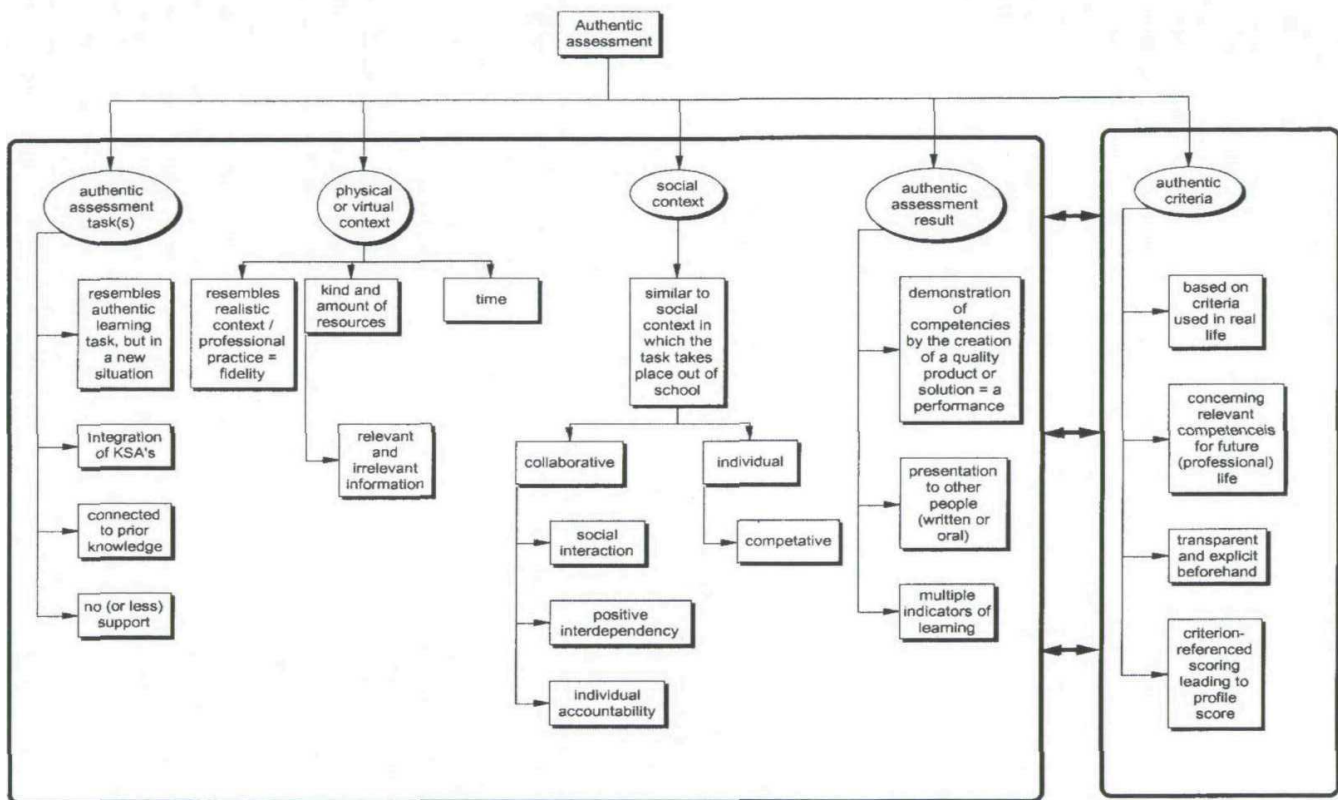 Authentic
assessment
authentic
assessment
task(s)
resembles
authentic
learning
task, but in
a new
situation
Integration
of KSA's
connected
to prior
knowledge
no (or less)
support
physical
or virtual
context
resembles
realistic
context /
professional
practice =
fidelity
kind and
amount of
resources
relevant
and
irrelevant
information
time
social
context
similar to
social
context in
which the
task takes
place out of
school
collaborative
social
interaction
positive
interdependency
individual
accountability
individual
competative
authentic
assessment
result
demonstration
of
competencies
by the creation
of a quality
product or
solution = a
performance
presentation
to other
people
(written or
oral)
multiple
indicators of
learning
authentic
criteria
based on
criteria
used in real
life
concerning
relevant
competenceis
for future
(professional)
life
transparent
and explicit
beforehand
criterion-
referenced
scoring
leading to
profile
score